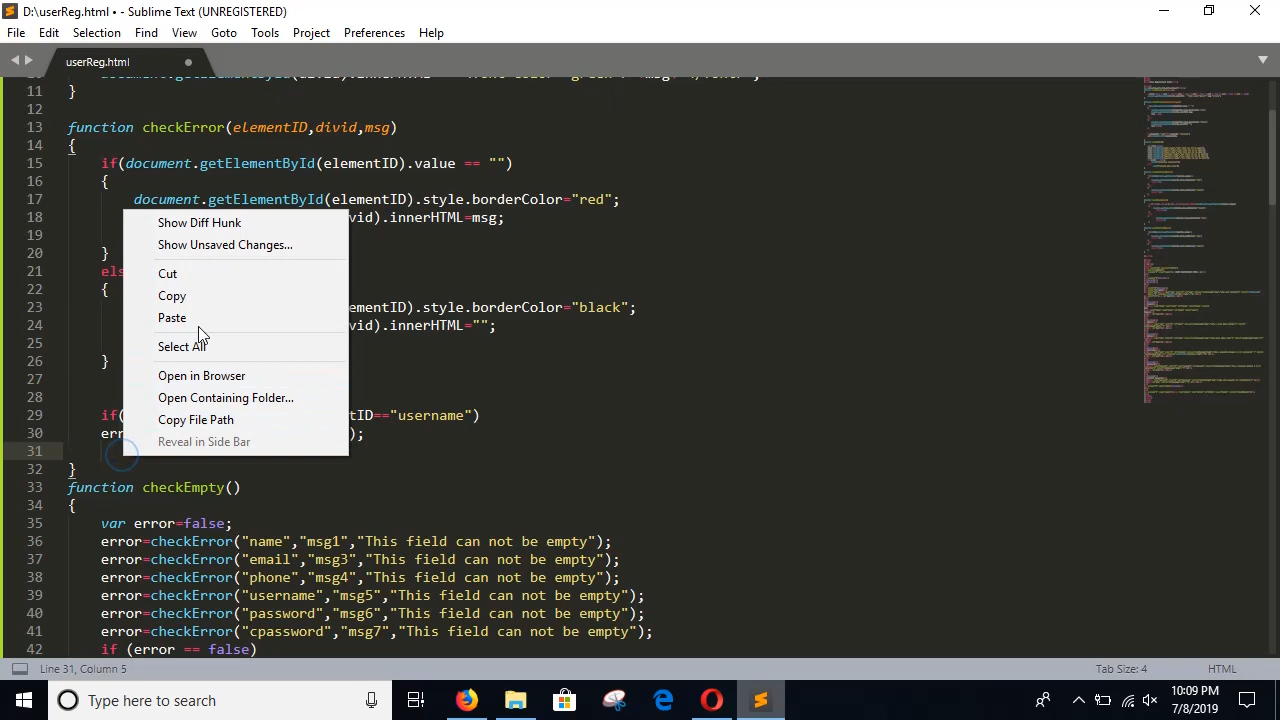 D:\userReg.html • - Sublime Text (UNREGISTERED)
File Edit Selection Find View Goto Tools Project Preferences Help
userReg.html
11 }
12
13 function checkError(elementID,divid,msg)
14 {
15 if(document.getElementById(elementID).value == "")
16 {
17 document.getElementById(elementID).style.borderColor="red";
18 vid).innerHTML=msg;
19
20 }
21 els
22 {
23 ementID).style.borderColor="black";
24 vid).innerHTML="";
25
26 }
27
28
29 if( tID=="username")
30 err );
31
32 }
33 function checkEmpty()
34 {
35 var error=false;
36 error=checkError("name","msg1","This field can not be empty");
37 error=checkError("email","msg3","This field can not be empty");
38 error=checkError("phone","msg4","This field can not be empty");
39 error=checkError("username","msg5","This field can not be empty");
40 error=checkError("password","msg6","This field can not be empty");
41 error=checkError("cpassword","msg7","This field can not be empty");
42 if (error == false)
Show Diff Hunk
Show Unsaved Changes...
Cut
Copy
Paste
Select All
Open in Browser
Open Containing Folder...
Copy File Path
Reveal in Side Bar
Line 31, Column 5 Tab Size: 4 HTML
Type here to search
10:09 PM
7/8/2019